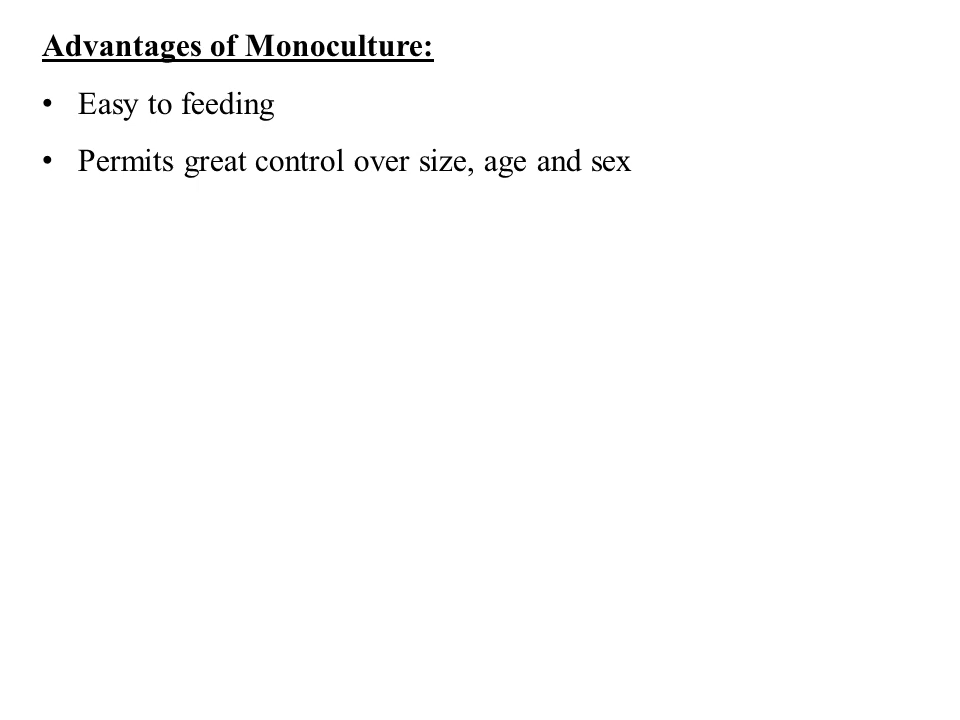 Advantages of Monoculture:
• Easy to feeding
• Permits great control over size, age and sex